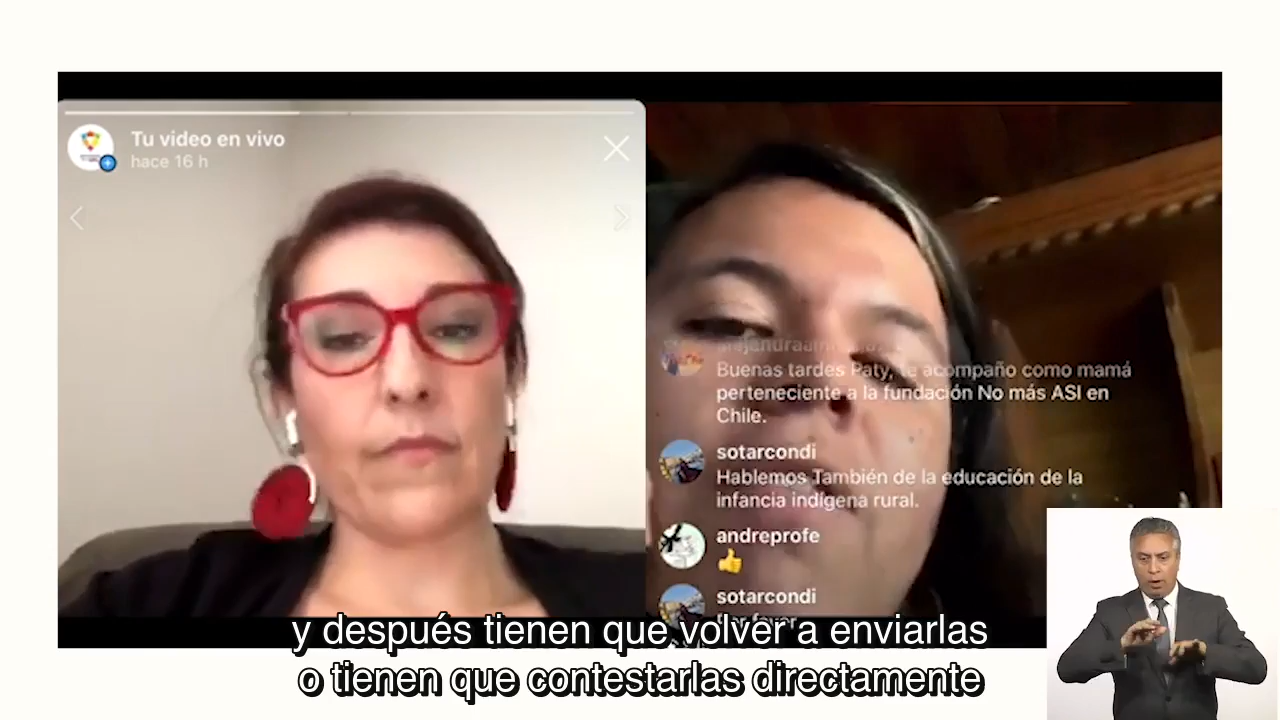 Tu video en vivo
hace 16 h
Buenas tardes Paty, te acompaño como mamá
perteneciente a la fundación No más ASI en
Chile.
sotarcondi
Hablemos También de la educación de la
infancia indígena rural.
andreprofe
sotarcondi
y después tienen que volver a enviarlas
o tienen que contestarlas directamente